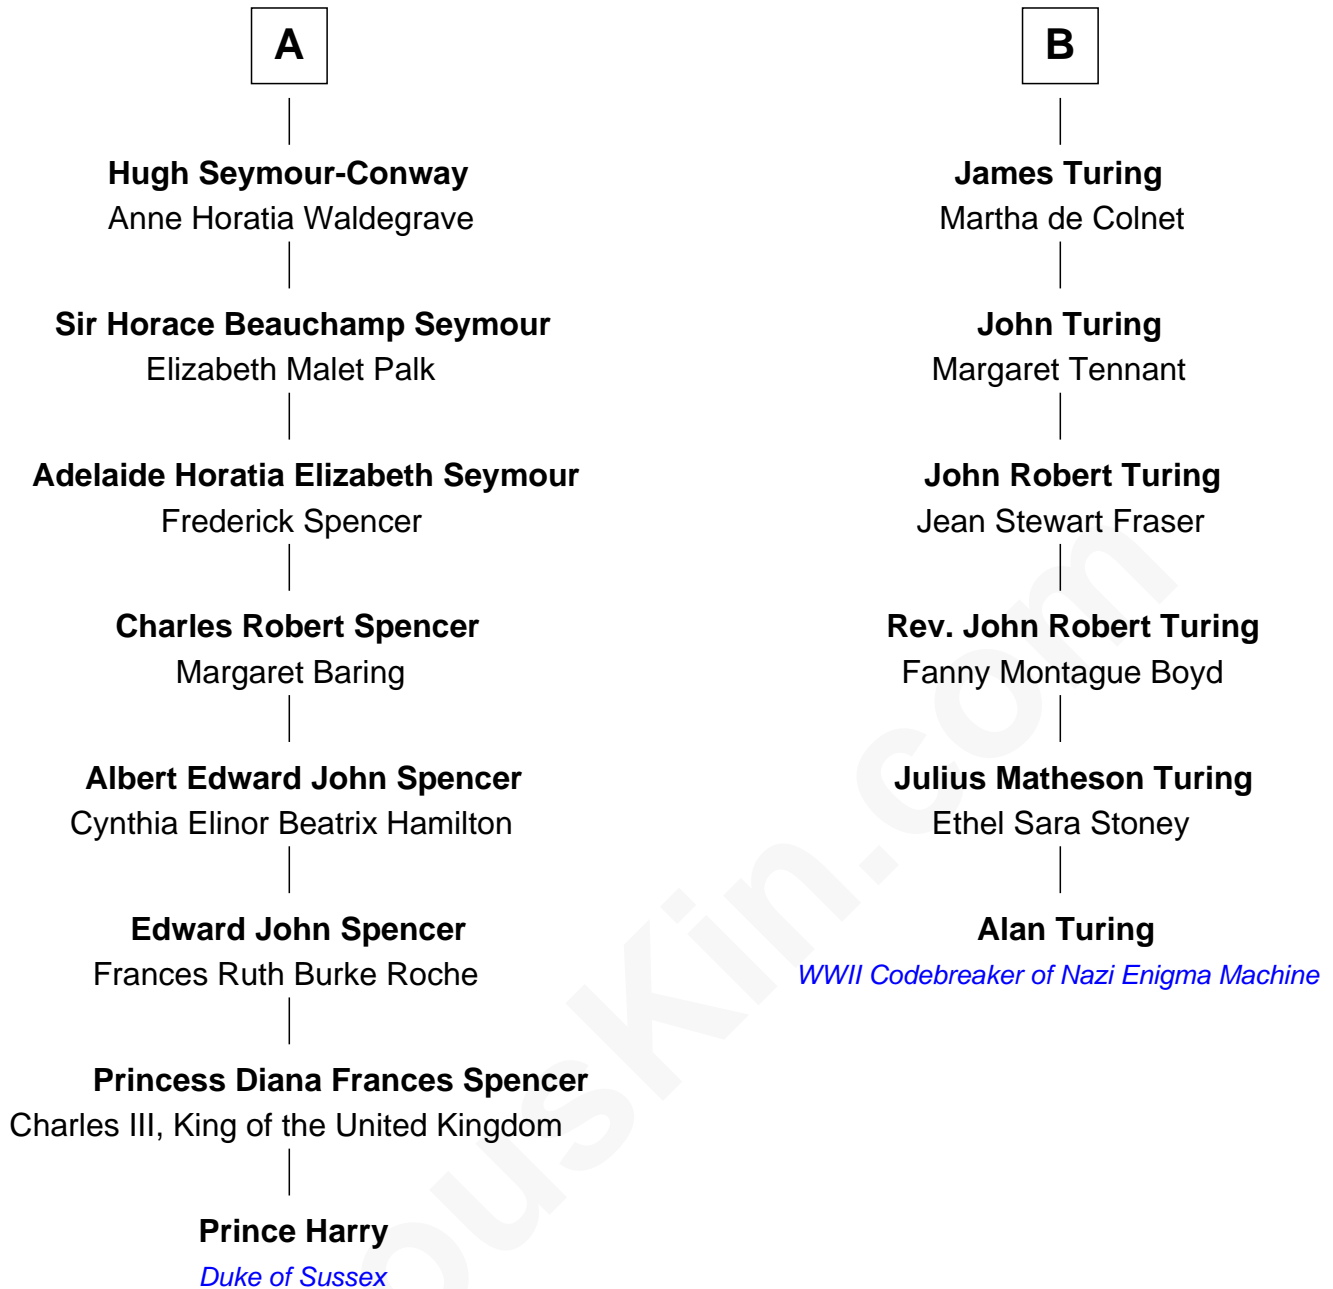 A
Hugh Seymour-Conway
Anne Horatia Waldegrave
Sir Horace Beauchamp Seymour
Elizabeth Malet Palk
Adelaide Horatia Elizabeth Seymour
Frederick Spencer
Charles Robert Spencer
Margaret Baring
Albert Edward John Spencer
Cynthia Elinor Beatrix Hamilton
Edward John Spencer
Frances Ruth Burke Roche
Princess Diana Frances Spencer
Charles III, King of the United Kingdom
Prince Harry
Duke of Sussex
B
James Turing
Martha de Colnet
John Turing
Margaret Tennant
John Robert Turing
Jean Stewart Fraser
Rev. John Robert Turing
Fanny Montague Boyd
Julius Matheson Turing
Ethel Sara Stoney
Alan Turing
WWII Codebreaker of Nazi Enigma Machine
ousKin.com